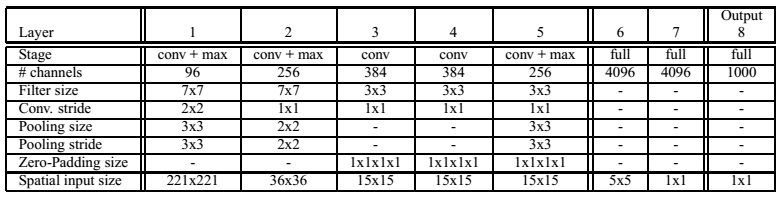 Output
Layer 1 2 3 4 5 6 7 8
Stage conv + max conv + max conv conv conv + max full full full
# channels 96 256 384 384 256 4096 4096 1000
Filter size 7x7 7x7 3x3 3x3 3x3 - - -
Conv. stride 2x2 1x1 1x1 1x1 1x1 - - -
Pooling size 3x3 2x2 - - 3x3 - - -
Pooling stride 3x3 2x2 - - 3x3 - - -
Zero-Padding size - - 1x1x1x1 1x1x1x1 1x1x1x1 - - -
Spatial input size 221x221 36x36 15x15 15x15 15x15 5x5 1x1 1x1